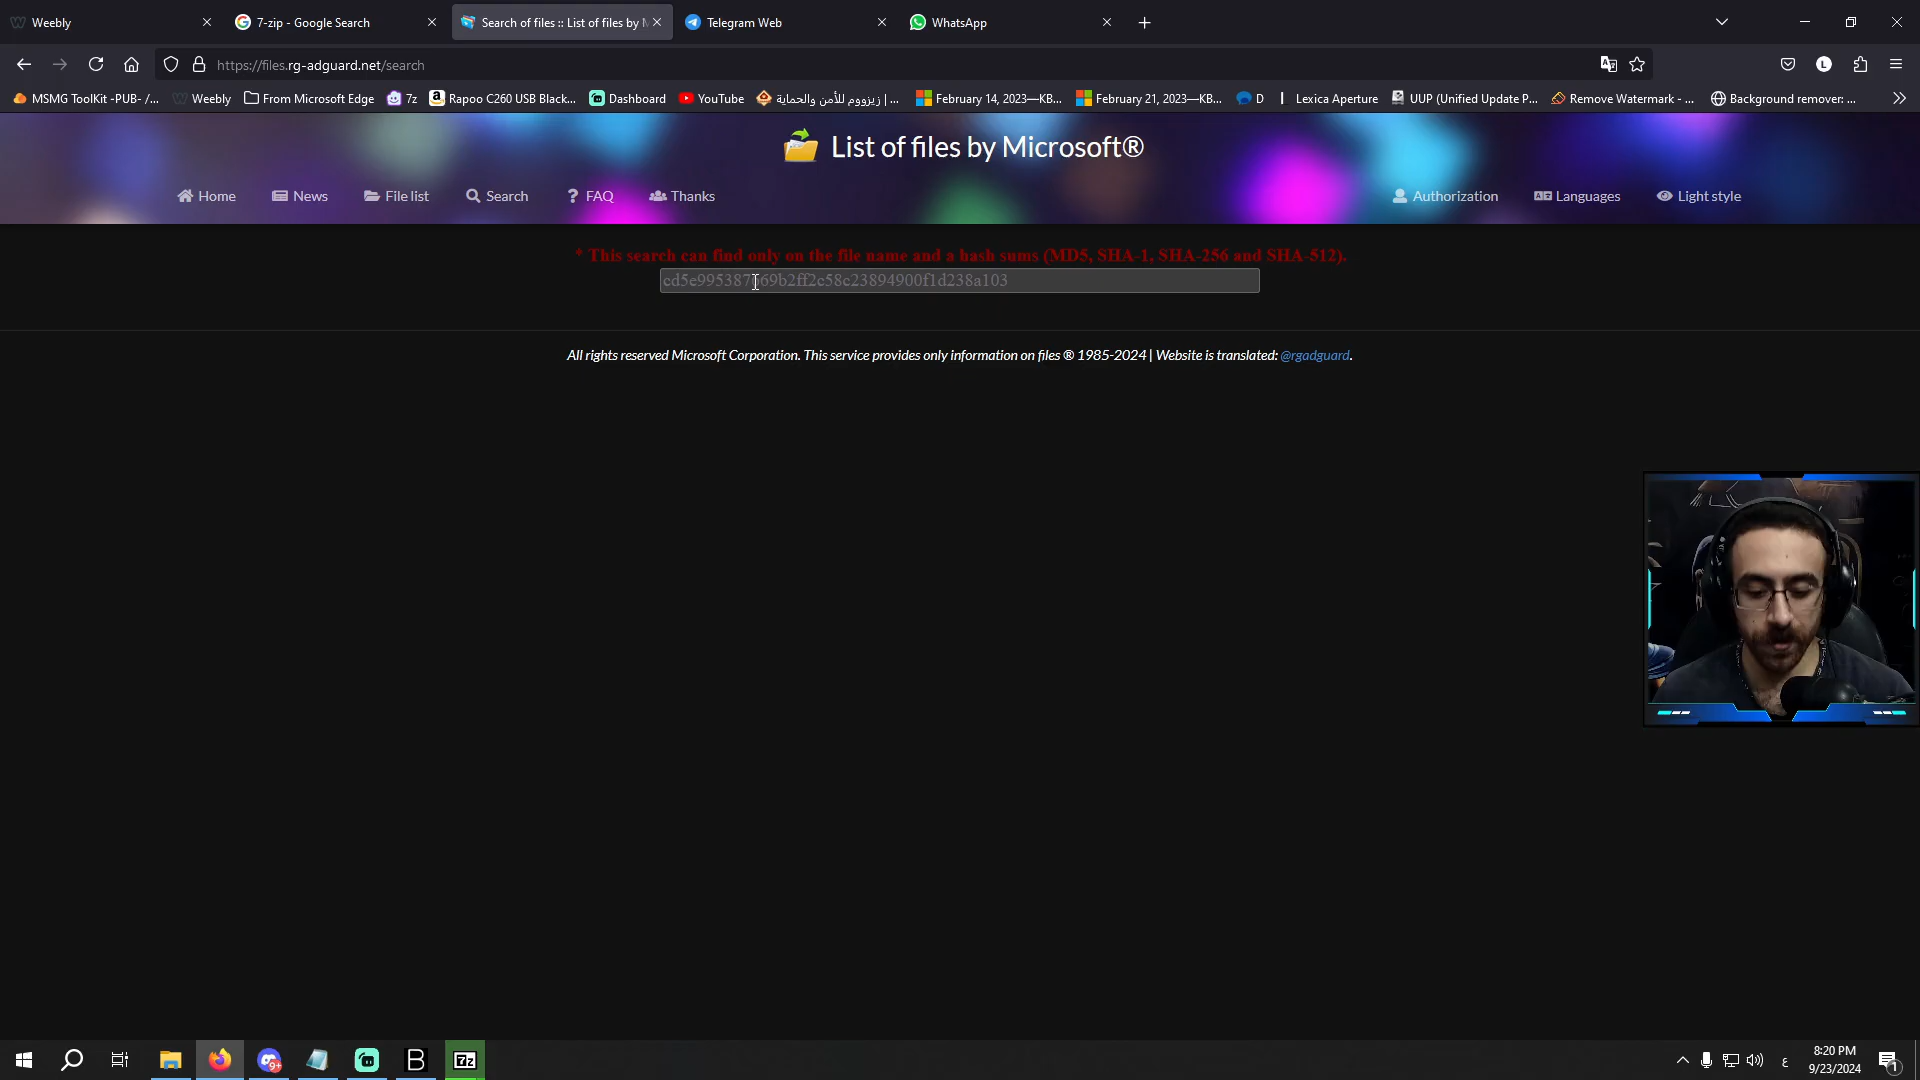 Weebly
7-zip - Google Search
Search of files :: List of files by M
Telegram Web
WhatsApp
https://files.rg-adguard.net/search
L
MSMG ToolKit -PUB- /...
Weebly
From Microsoft Edge
7z
Rapoo C260 USB Black...
Dashboard
YouTube
زيزووم للأمن والحماية | ...
February 14, 2023—KB...
February 21, 2023—KB...
D
Lexica Aperture
UUP (Unified Update P...
Remove Watermark - ...
Background remover: ...
List of files by Microsoft®
Home
News
File list
Search
FAQ
Thanks
Authorization
Languages
Light style
* This search can find only on the file name and a hash sums (MD5, SHA-1, SHA-256 and SHA-512).
All rights reserved Microsoft Corporation. This service provides only information on files ® 1985-2024 | Website is translated: @rgadguard.
9+
B
7z
ع
8:20 PM
9/23/2024
1